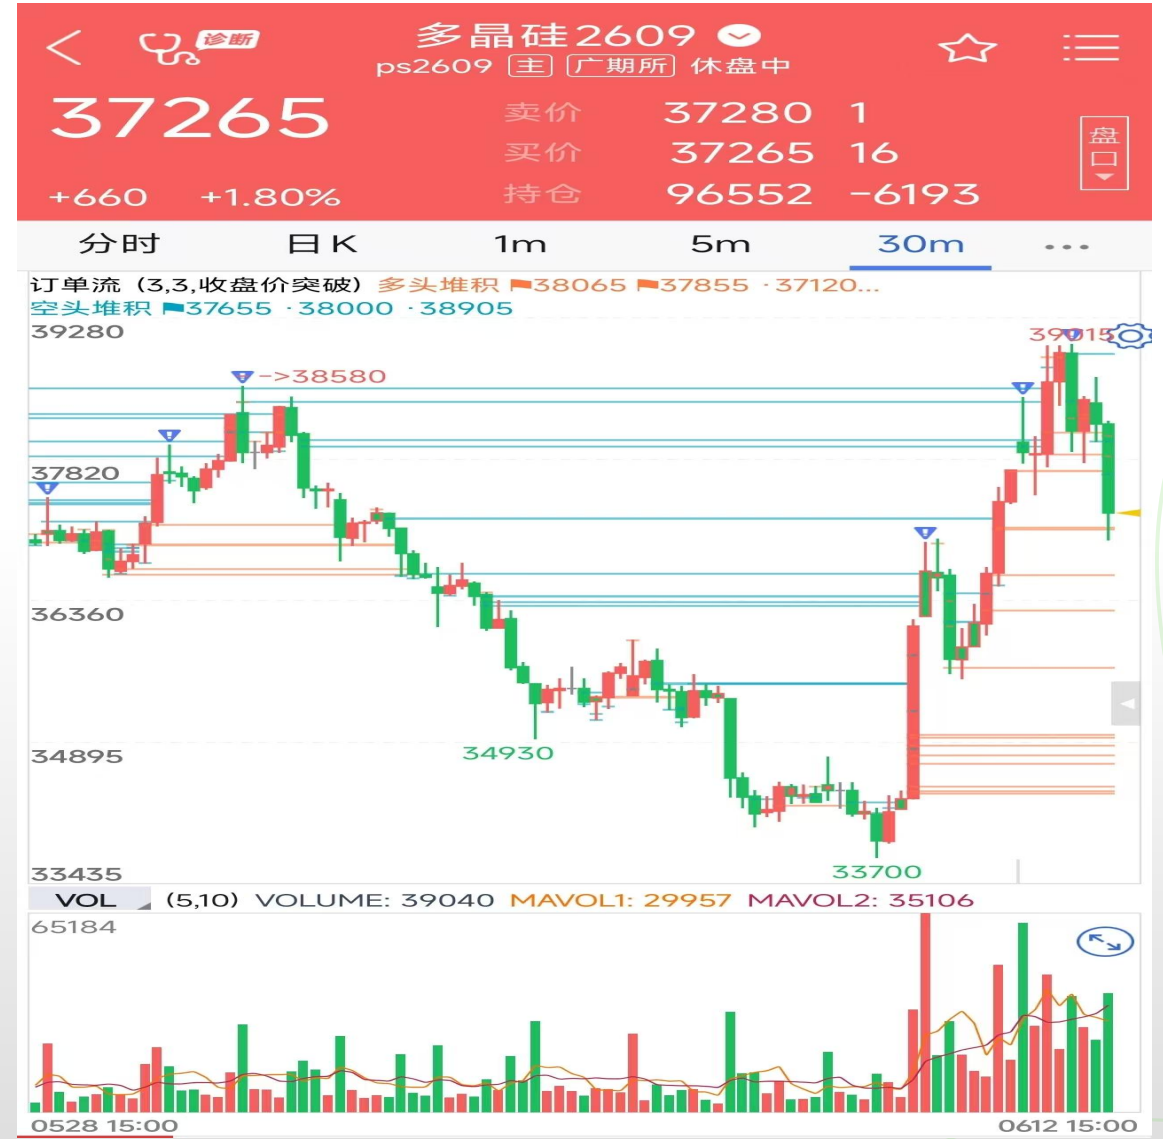 诊断
多晶硅2609
ps2609 主 广期所 休盘中
37265
卖价 37280 1
买价 37265 16
持仓 96552 -6193
盘口
+660 +1.80%
分时 日K 1m 5m 30m ...
订单流 (3,3,收盘价突破) 多头堆积 38065 37855 ·37120...
空头堆积 37655 ·38000 ·38905
39280
39015
->38580
37820
36360
34930
34895
33700
33435
VOL (5,10) VOLUME: 39040 MAVOL1: 29957 MAVOL2: 35106
65184
0528 15:00 0612 15:00